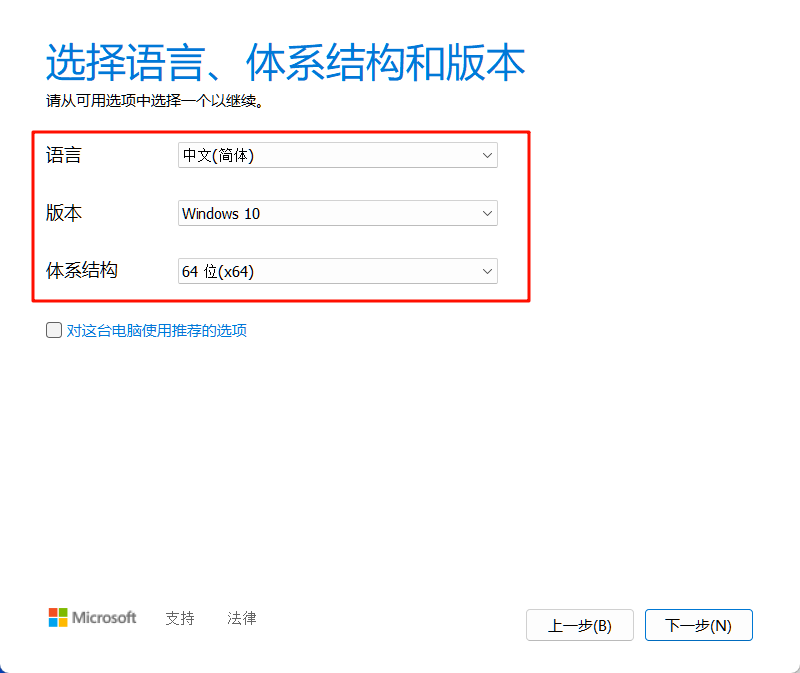 选择语言、体系结构和版本
请从可用选项中选择一个以继续。
语言 中文(简体)
版本 Windows 10
体系结构 64 位(x64)
对这台电脑使用推荐的选项
Microsoft 支持 法律 上一步(B) 下一步(N)